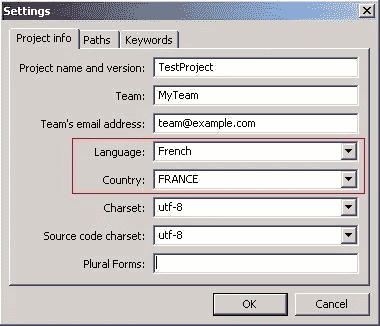 Settings
Project info Paths Keywords
Project name and version: TestProject
Team: MyTeam
Team's email address: team@example.com
Language: French
Country: FRANCE
Charset: utf-8
Source code charset: utf-8
Plural Forms:
OK Cancel